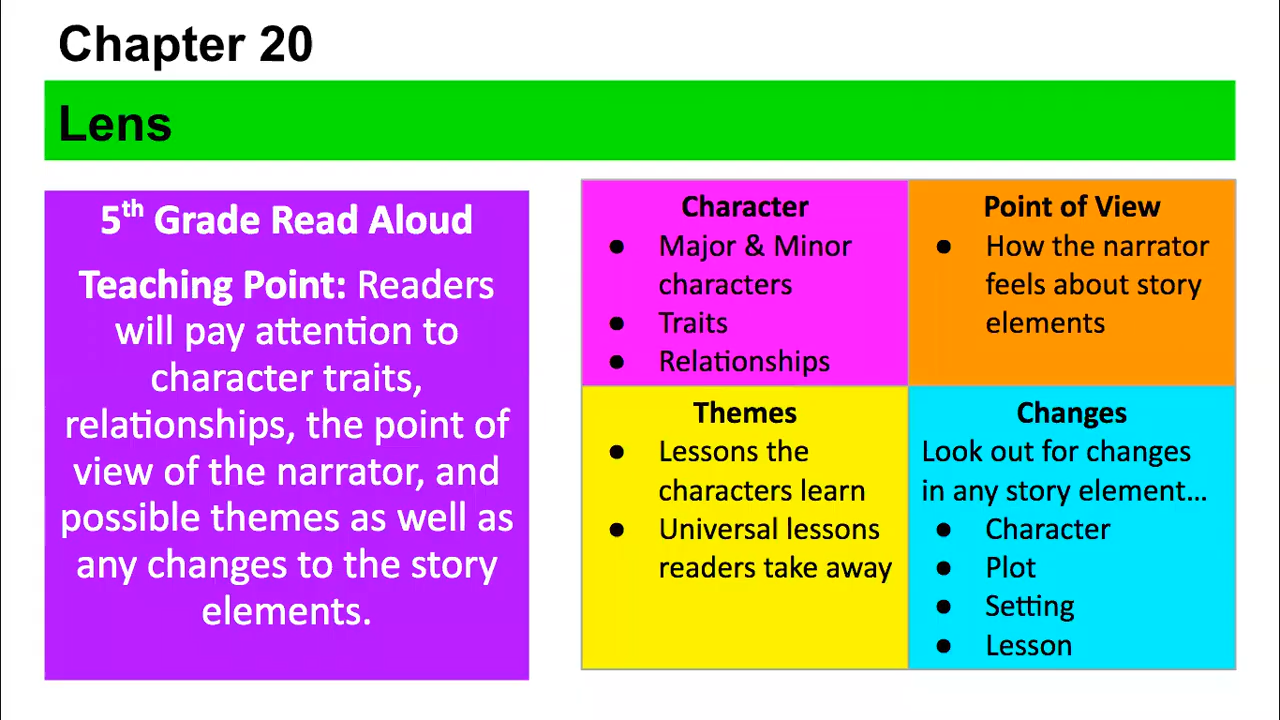 Chapter 20
Lens
5th Grade Read Aloud
Teaching Point: Readers
will pay attention to
character traits,
relationships, the point of
view of the narrator, and
possible themes as well as
any changes to the story
elements.
Character
● Major & Minor
characters
● Traits
● Relationships
Point of View
● How the narrator
feels about story
elements
Themes
● Lessons the
characters learn
● Universal lessons
readers take away
Changes
Look out for changes
in any story element...
● Character
● Plot
● Setting
● Lesson